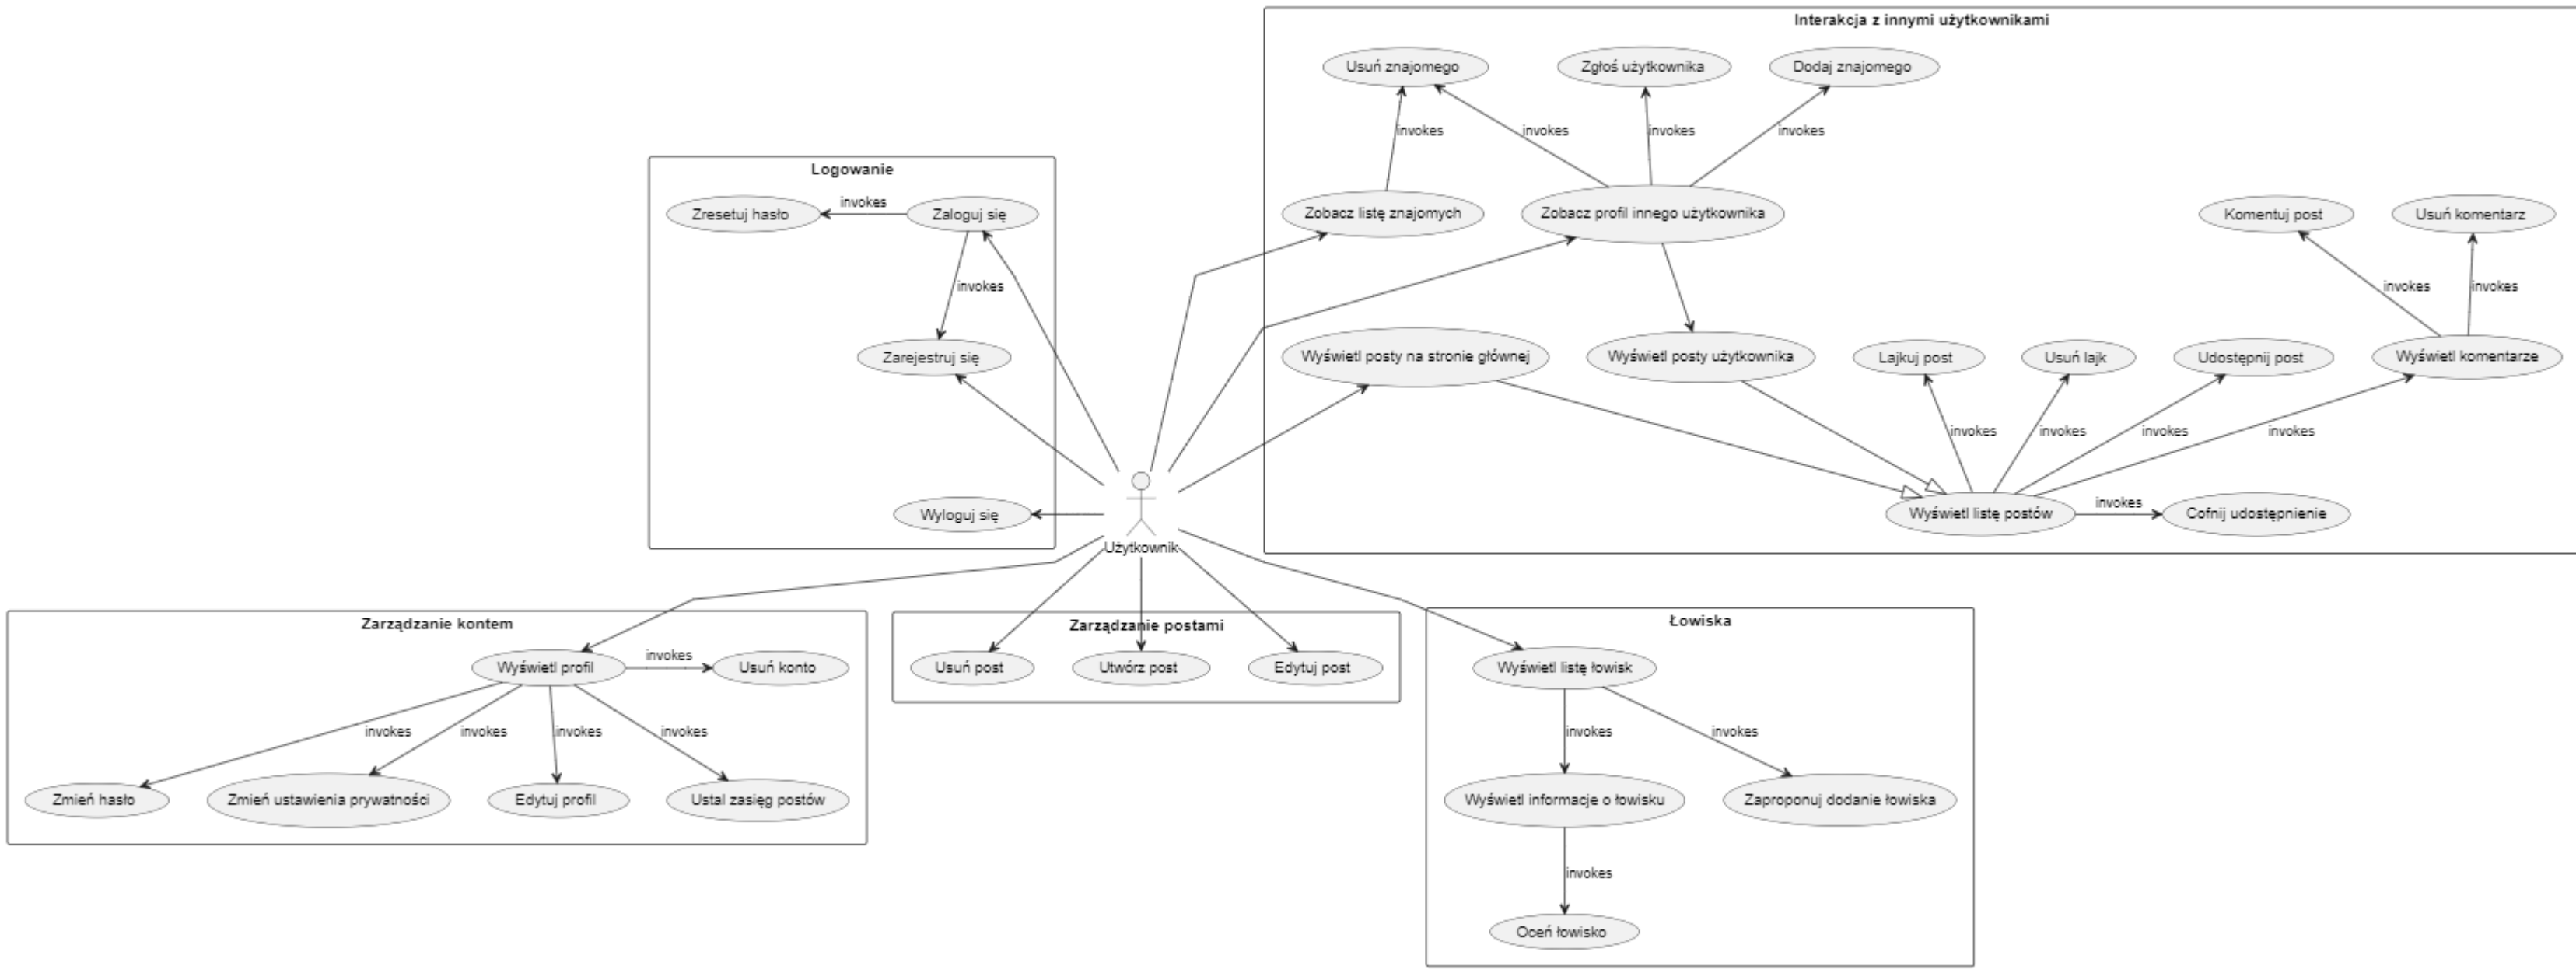 Interakcja z innymi użytkownikami
Usuń znajomego
Zgłoś użytkownika
Dodaj znajomego
invokes
invokes
invokes
invokes
Zobacz listę znajomych
Zobacz profil innego użytkownika
Komentuj post
Usuń komentarz
invokes
invokes
Wyświetl posty na stronie głównej
Wyświetl posty użytkownika
Lajkuj post
Usuń lajk
Udostępnij post
Wyświetl komentarze
invokes
invokes
invokes
invokes
Wyświetl listę postów
invokes
Cofnij udostępnienie
Logowanie
Zresetuj hasło
invokes
Zaloguj się
invokes
Zarejestruj się
Wyloguj się
Użytkownik
Zarządzanie kontem
Wyświetl profil
invokes
Usuń konto
invokes
invokes
invokes
invokes
Zmień hasło
Zmień ustawienia prywatności
Edytuj profil
Ustal zasięg postów
Zarządzanie postami
Usuń post
Utwórz post
Edytuj post
Łowiska
Wyświetl listę łowisk
invokes
invokes
Wyświetl informacje o łowisku
Zaproponuj dodanie łowiska
invokes
Oceń łowisko